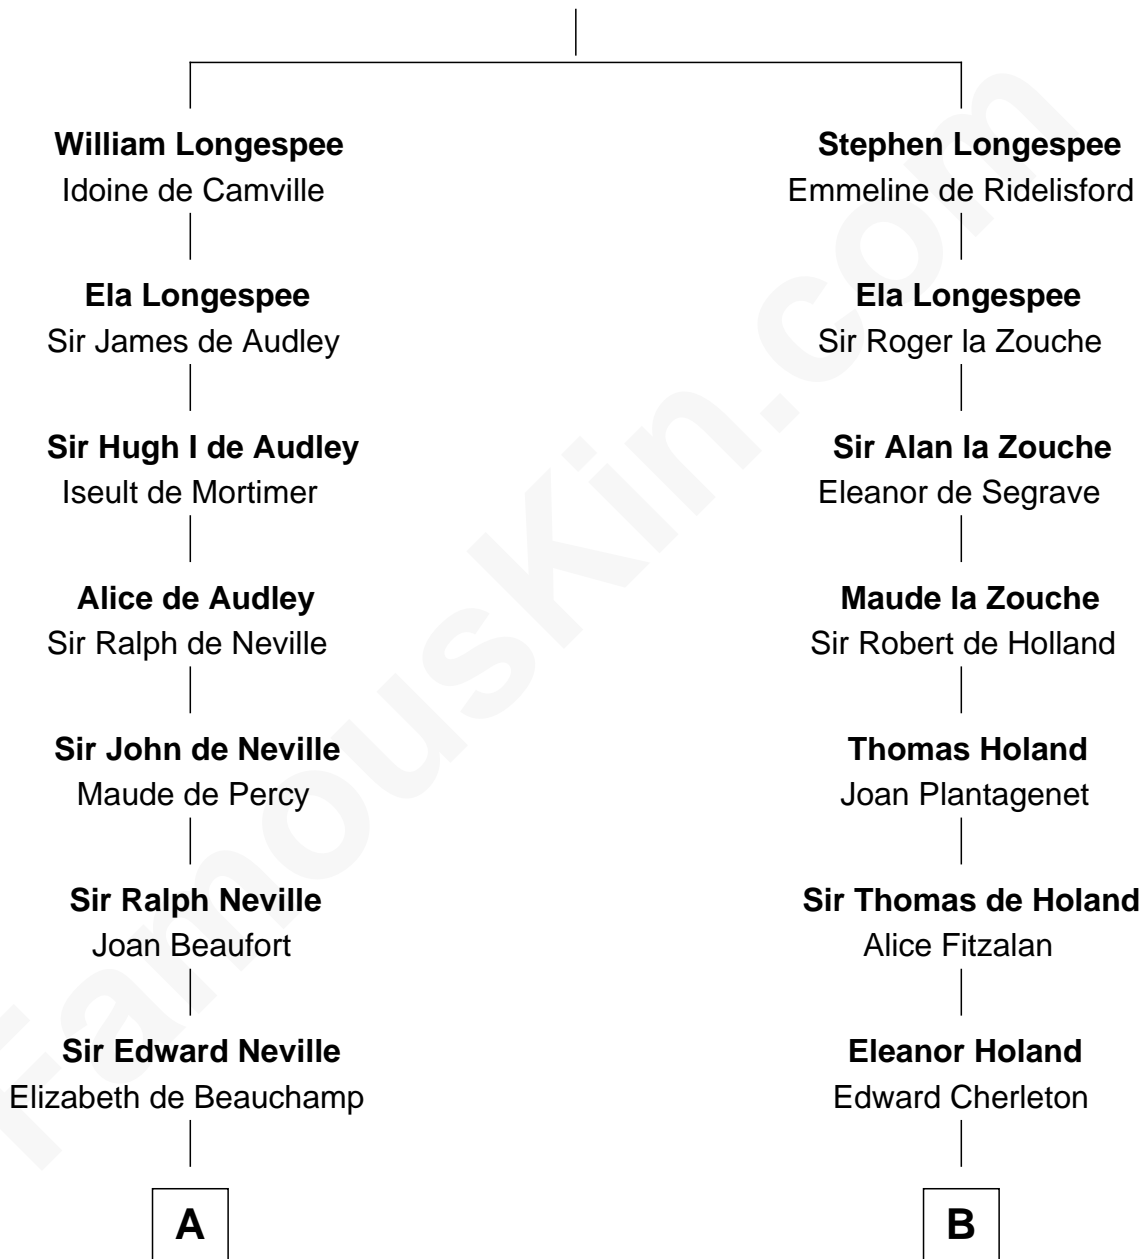 William Longespee
Idoine de Camville
Ela Longespee
Sir James de Audley
Sir Hugh I de Audley
Iseult de Mortimer
Alice de Audley
Sir Ralph de Neville
Sir John de Neville
Maude de Percy
Sir Ralph Neville
Joan Beaufort
Sir Edward Neville
Elizabeth de Beauchamp
A
Stephen Longespee
Emmeline de Ridelisford
Ela Longespee
Sir Roger la Zouche
Sir Alan la Zouche
Eleanor de Segrave
Maude la Zouche
Sir Robert de Holland
Thomas Holand
Joan Plantagenet
Sir Thomas de Holand
Alice Fitzalan
Eleanor Holand
Edward Cherleton
B
FamousKin.com